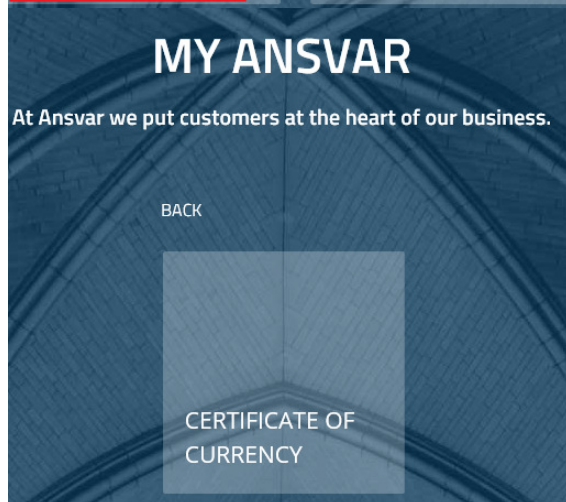 MY ANSVAR
At Ansvar we put customers at the heart of our business.
BACK
CERTIFICATE OF
CURRENCY